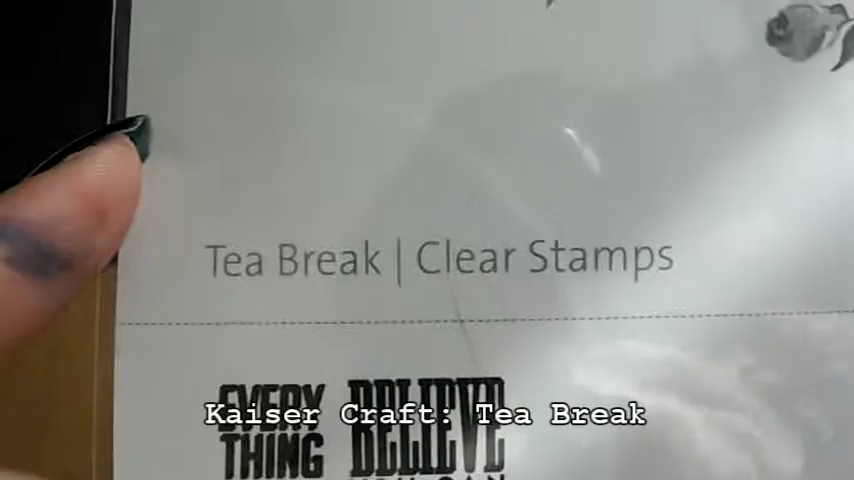 Tea Break | Clear Stamps
EVERY BELIEVE
THING
Kaiser Craft: Tea Break